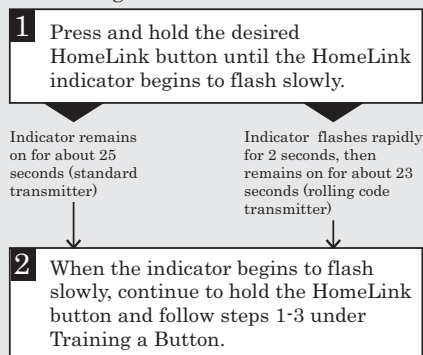 1 Press and hold the desired
HomeLink button until the HomeLink
indicator begins to flash slowly.
Indicator remains
on for about 25
seconds (standard
transmitter)
Indicator flashes rapidly
for 2 seconds, then
remains on for about 23
seconds (rolling code
transmitter)
2 When the indicator begins to flash
slowly, continue to hold the HomeLink
button and follow steps 1-3 under
Training a Button.